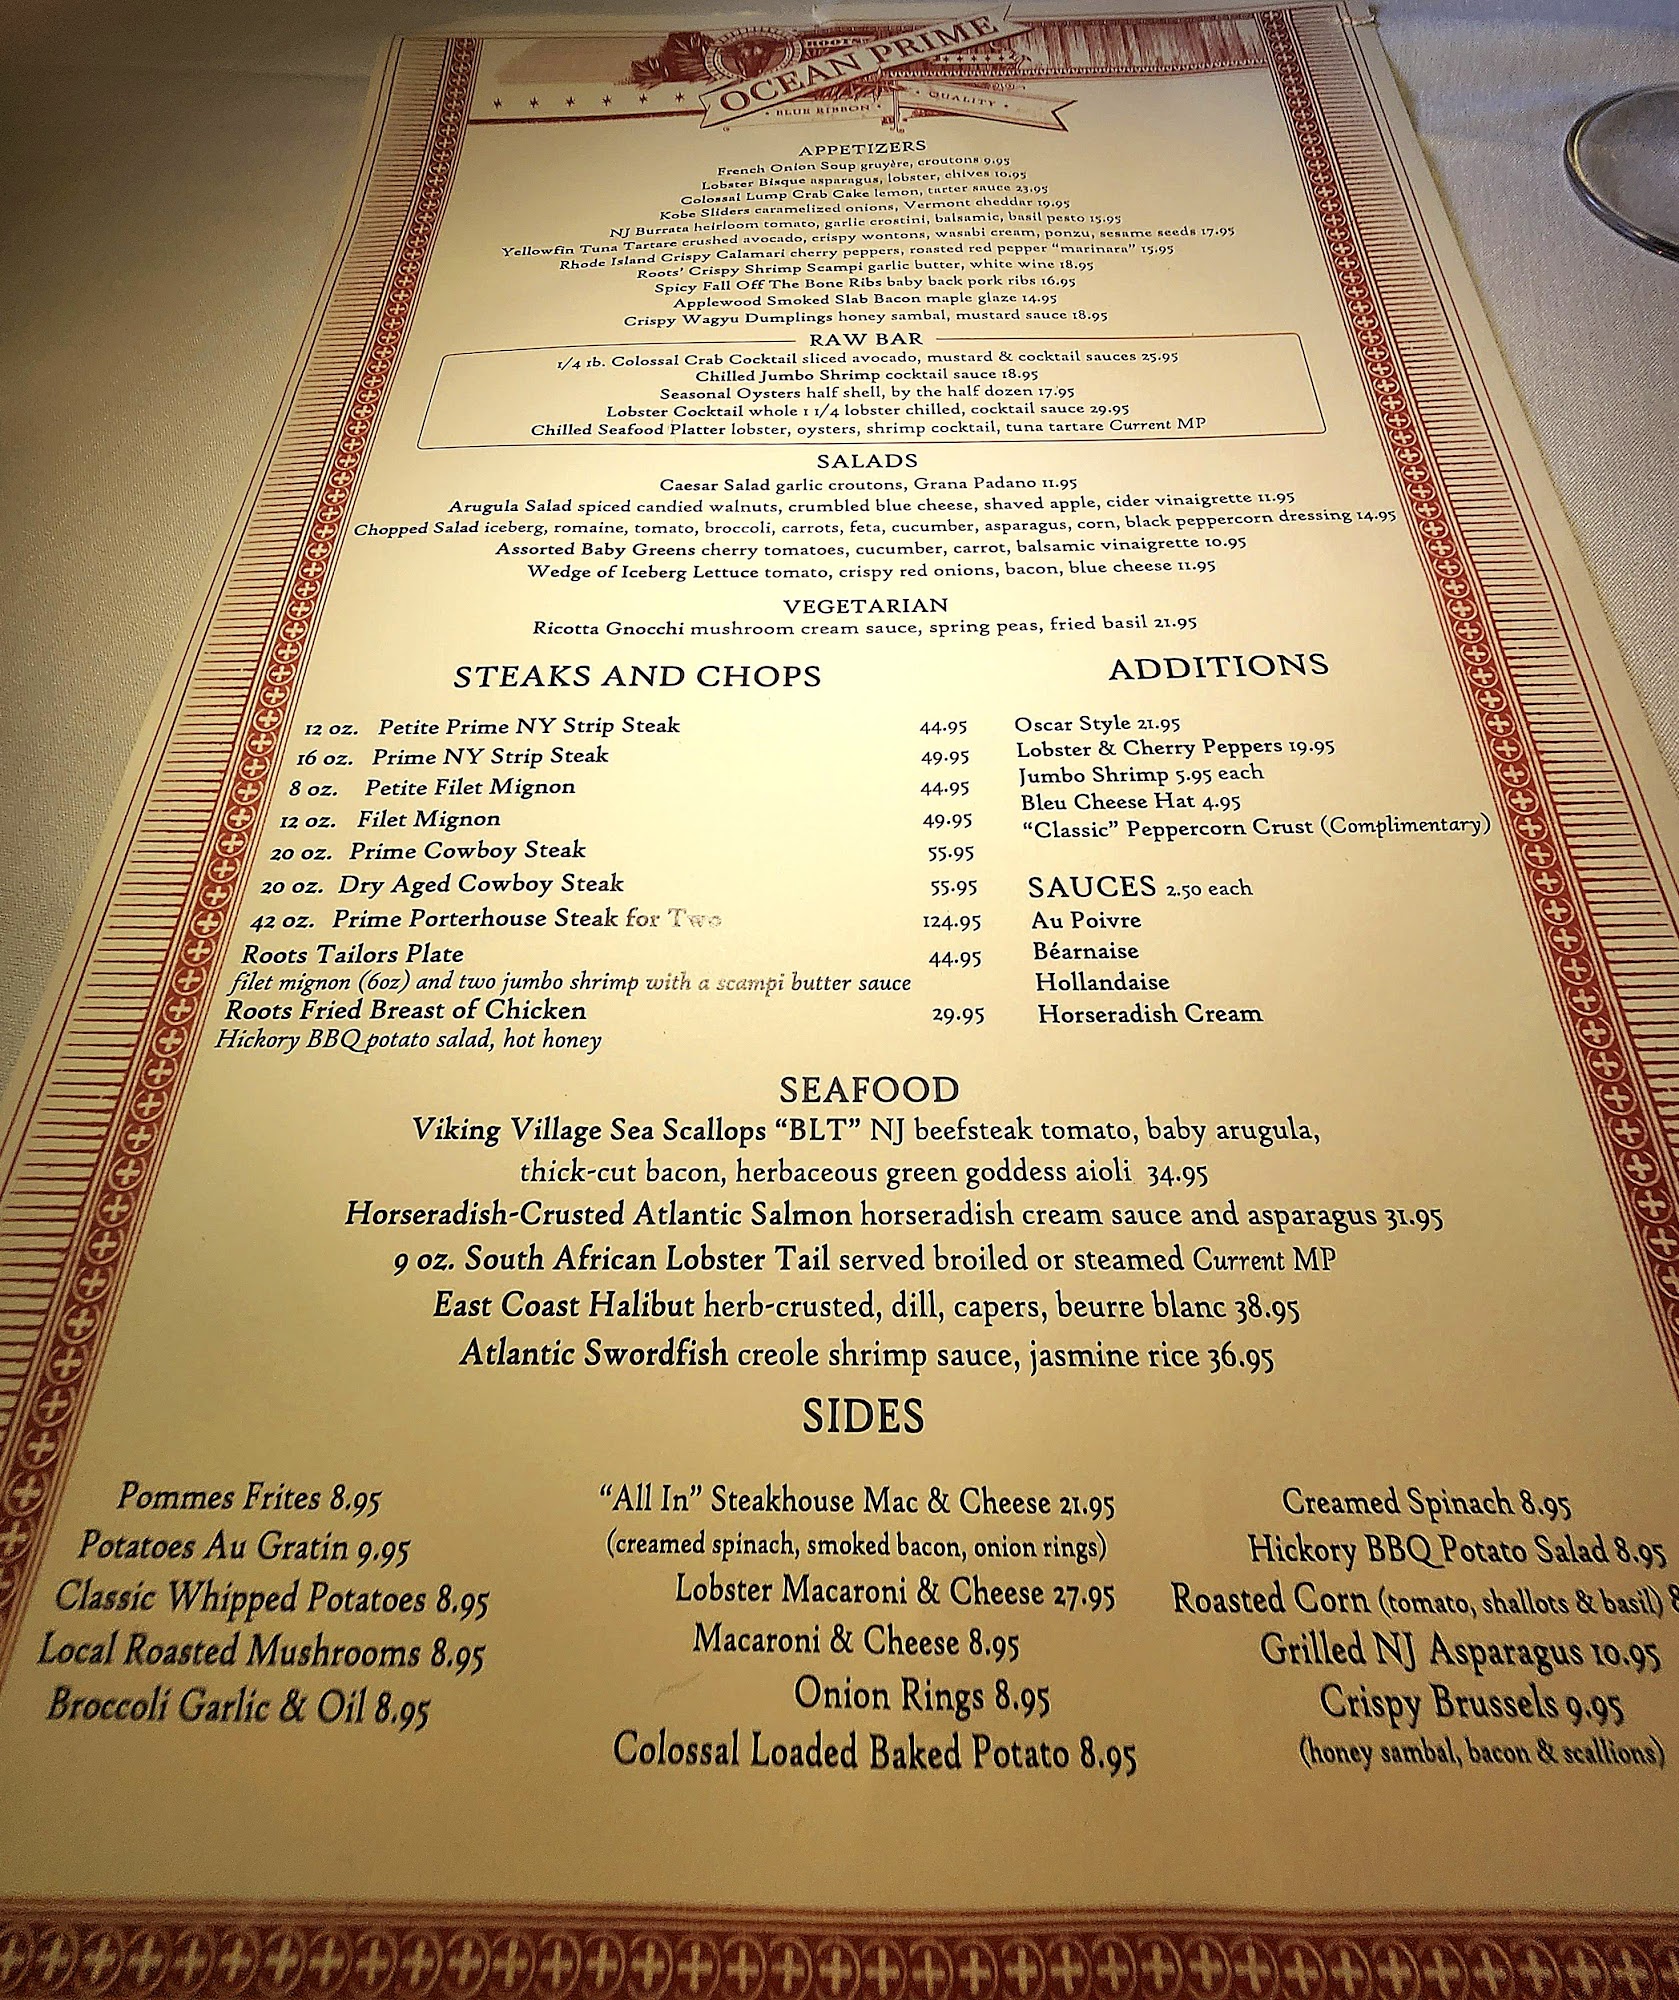 ROOTS
OCEAN PRIME
• BLUE RIBBON • • QUALITY •
APPETIZERS
French Onion Soup gruyère, croutons 9.95
Lobster Bisque asparagus, lobster, chives 10.95
Colossal Lump Crab Cake lemon, tarter sauce 23.95
Kobe Sliders caramelized onions, Vermont cheddar 19.95
NJ Burrata heirloom tomato, garlic crostini, balsamic, basil pesto 15.95
Yellowfin Tuna Tartare crushed avocado, crispy wontons, wasabi cream, ponzu, sesame seeds 17.95
Rhode Island Crispy Calamari cherry peppers, roasted red pepper “marinara” 15.95
Roots' Crispy Shrimp Scampi garlic butter, white wine 18.95
Spicy Fall Off The Bone Ribs baby back pork ribs 16.95
Applewood Smoked Slab Bacon maple glaze 14.95
Crispy Wagyu Dumplings honey sambal, mustard sauce 18.95
RAW BAR
1/4 lb. Colossal Crab Cocktail sliced avocado, mustard & cocktail sauces 25.95
Chilled Jumbo Shrimp cocktail sauce 18.95
Seasonal Oysters half shell, by the half dozen 17.95
Lobster Cocktail whole 1 1/4 lobster chilled, cocktail sauce 29.95
Chilled Seafood Platter lobster, oysters, shrimp cocktail, tuna tartare Current MP
SALADS
Caesar Salad garlic croutons, Grana Padano 11.95
Arugula Salad spiced candied walnuts, crumbled blue cheese, shaved apple, cider vinaigrette 11.95
Chopped Salad iceberg, romaine, tomato, broccoli, carrots, feta, cucumber, asparagus, corn, black peppercorn dressing 14.95
Assorted Baby Greens cherry tomatoes, cucumber, carrot, balsamic vinaigrette 10.95
Wedge of Iceberg Lettuce tomato, crispy red onions, bacon, blue cheese 11.95
VEGETARIAN
Ricotta Gnocchi mushroom cream sauce, spring peas, fried basil 21.95
STEAKS AND CHOPS
12 oz. Petite Prime NY Strip Steak 44.95
16 oz. Prime NY Strip Steak 49.95
8 oz. Petite Filet Mignon 44.95
12 oz. Filet Mignon 49.95
20 oz. Prime Cowboy Steak 55.95
20 oz. Dry Aged Cowboy Steak 55.95
42 oz. Prime Porterhouse Steak for Two 124.95
Roots Tailors Plate 44.95
filet mignon (6oz) and two jumbo shrimp with a scampi butter sauce
Roots Fried Breast of Chicken 29.95
Hickory BBQ potato salad, hot honey
ADDITIONS
Oscar Style 21.95
Lobster & Cherry Peppers 19.95
Jumbo Shrimp 5.95 each
Bleu Cheese Hat 4.95
“Classic” Peppercorn Crust (Complimentary)
SAUCES 2.50 each
Au Poivre
Béarnaise
Hollandaise
Horseradish Cream
SEAFOOD
Viking Village Sea Scallops “BLT” NJ beefsteak tomato, baby arugula,
thick-cut bacon, herbaceous green goddess aioli 34.95
Horseradish-Crusted Atlantic Salmon horseradish cream sauce and asparagus 31.95
9 oz. South African Lobster Tail served broiled or steamed Current MP
East Coast Halibut herb-crusted, dill, capers, beurre blanc 38.95
Atlantic Swordfish creole shrimp sauce, jasmine rice 36.95
SIDES
Pommes Frites 8.95
Potatoes Au Gratin 9.95
Classic Whipped Potatoes 8.95
Local Roasted Mushrooms 8.95
Broccoli Garlic & Oil 8.95
“All In” Steakhouse Mac & Cheese 21.95
(creamed spinach, smoked bacon, onion rings)
Lobster Macaroni & Cheese 27.95
Macaroni & Cheese 8.95
Onion Rings 8.95
Colossal Loaded Baked Potato 8.95
Creamed Spinach 8.95
Hickory BBQ Potato Salad 8.95
Roasted Corn (tomato, shallots & basil)
Grilled NJ Asparagus 10.95
Crispy Brussels 9.95
(honey sambal, bacon & scallions)